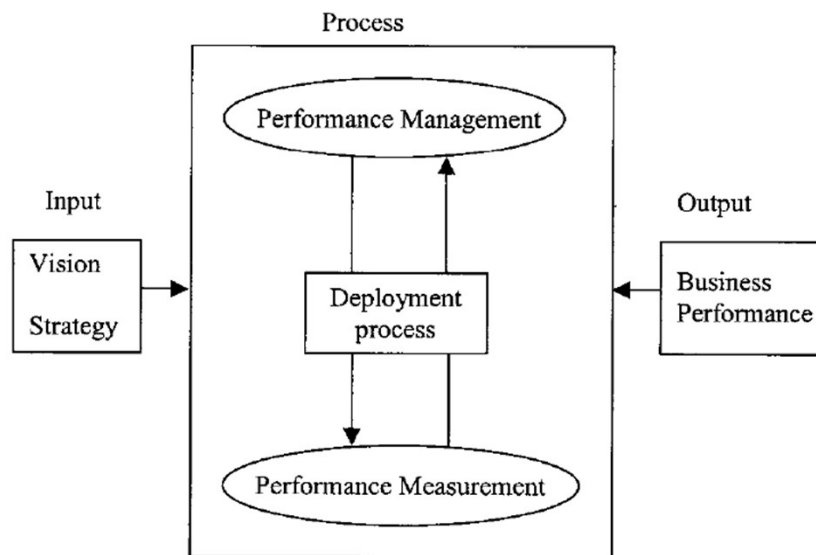 Process
Performance Management
Input
Output
Vision
Strategy
Deployment
process
Business
Performance
Performance Measurement